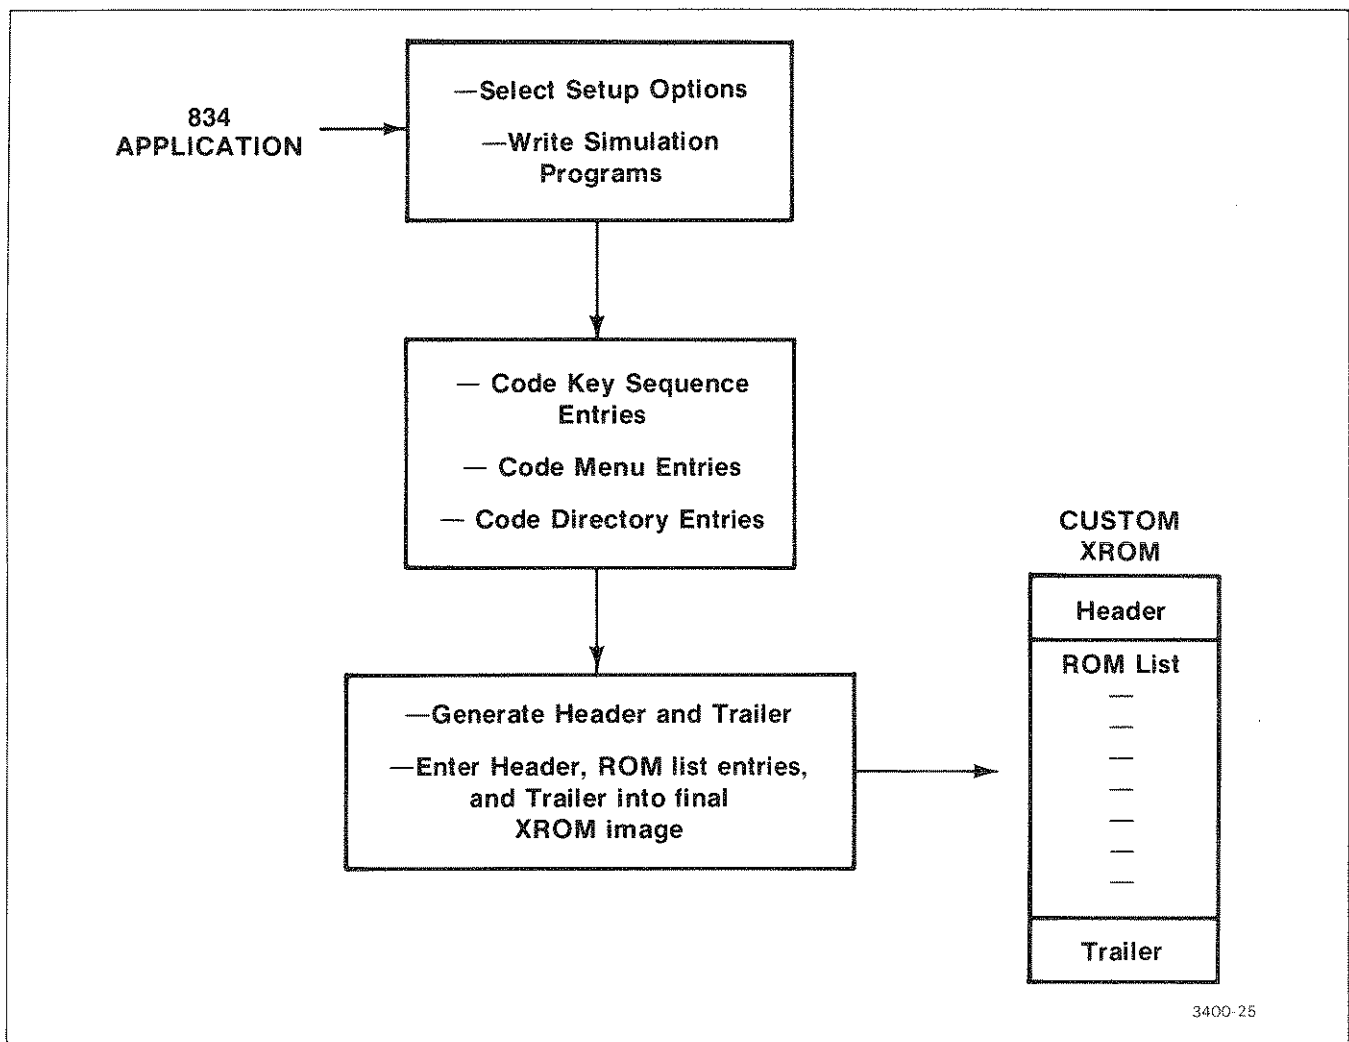 834
APPLICATION
—Select Setup Options
—Write Simulation
Programs
— Code Key Sequence
Entries
— Code Menu Entries
— Code Directory Entries
—Generate Header and Trailer
—Enter Header, ROM list entries,
and Trailer into final
XROM image
CUSTOM
XROM
Header
ROM List
—
—
—
—
—
—
—
Trailer
3400-25